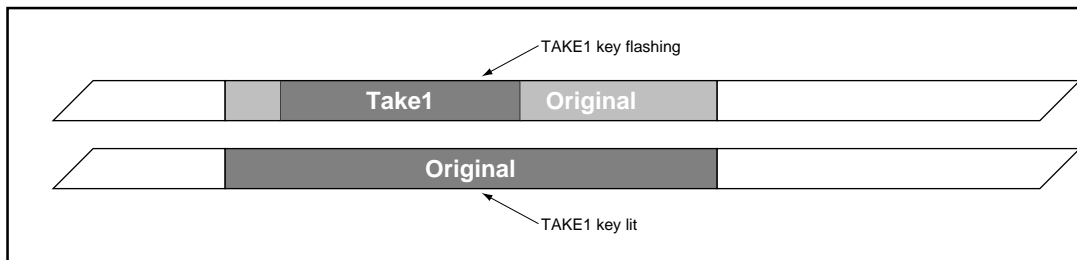 TAKE1 key flashing
Take1 Original
Original
TAKE1 key lit